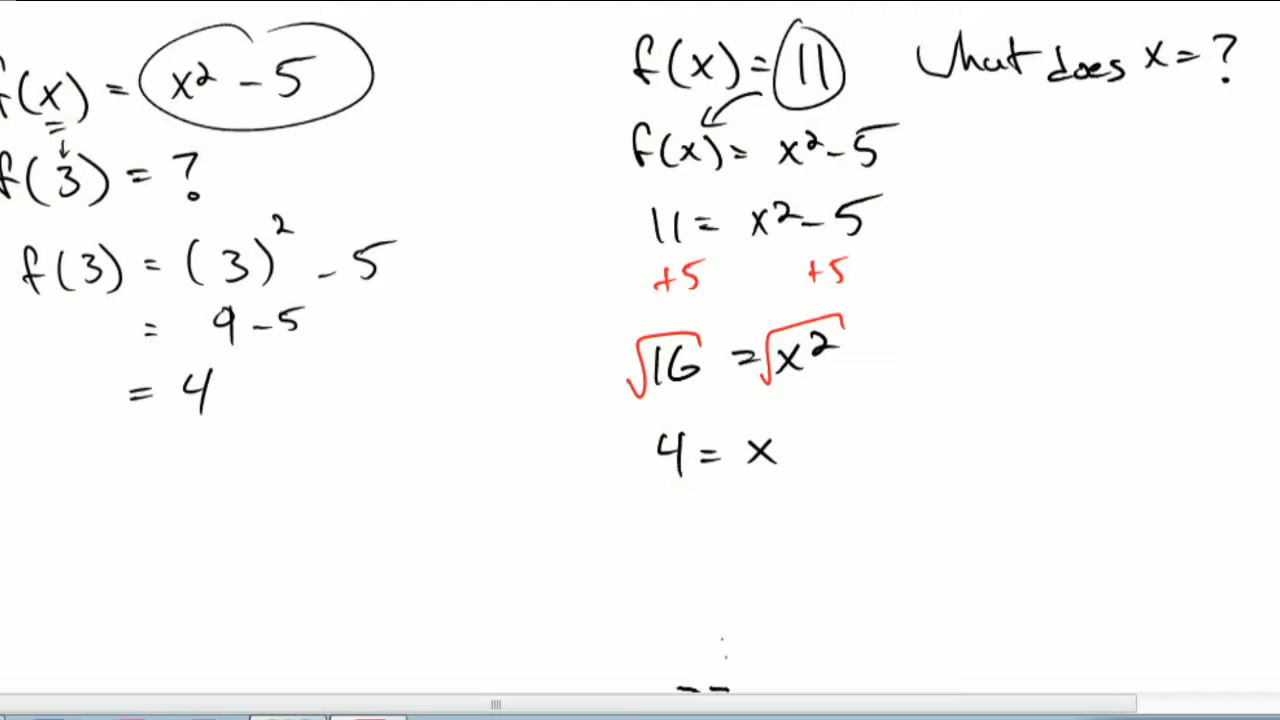 f(x) = x² - 5
f(3) = ?
f(3) = (3)² - 5
= 9 - 5
= 4
f(x) = 11 What does x = ?
f(x) = x² - 5
11 = x² - 5
+5 +5
√16 = √x²
4 = x